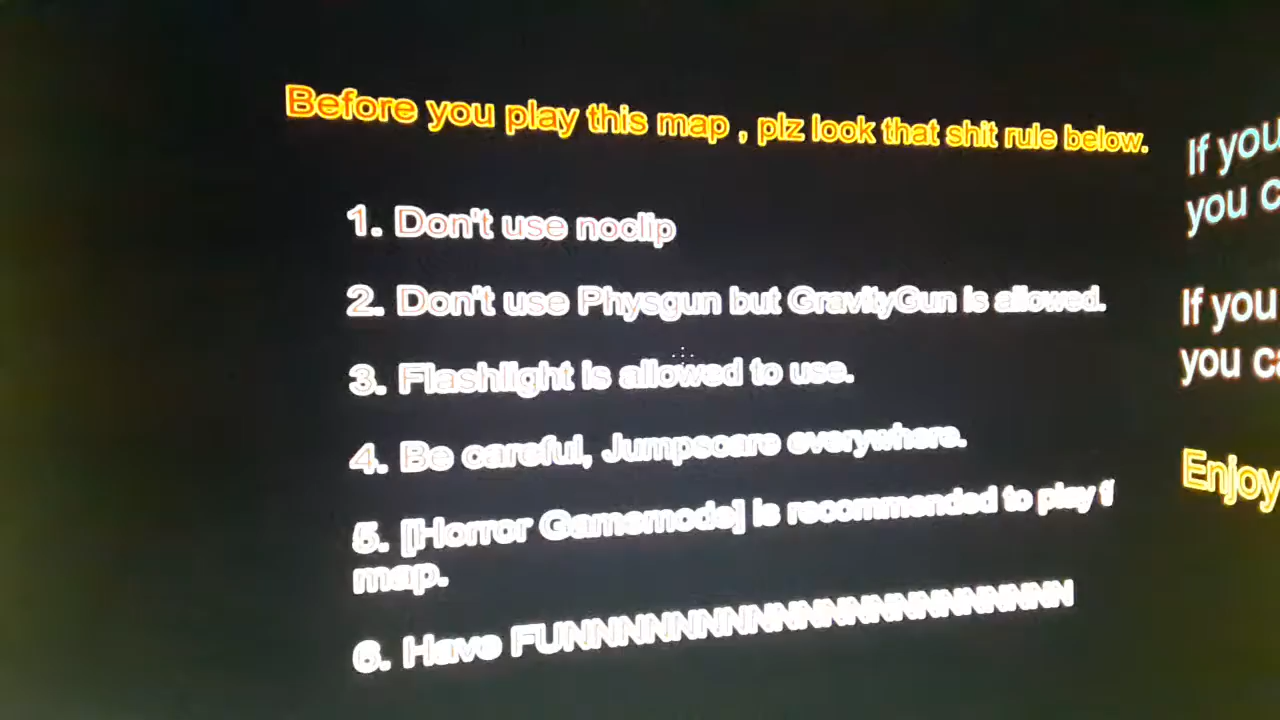 Before you play this map , plz look that shit rule below.
1. Don't use noclip
2. Don't use Physgun but GravityGun is allowed.
3. Flashlight is allowed to use.
4. Be careful, Jumpscare everywhere.
5. [Horror Gamemode] is recommended to play
map.
6. Have FUNNNNNNNNNNNNNNNNNNNN
If you
you
If you
you
Enjoy